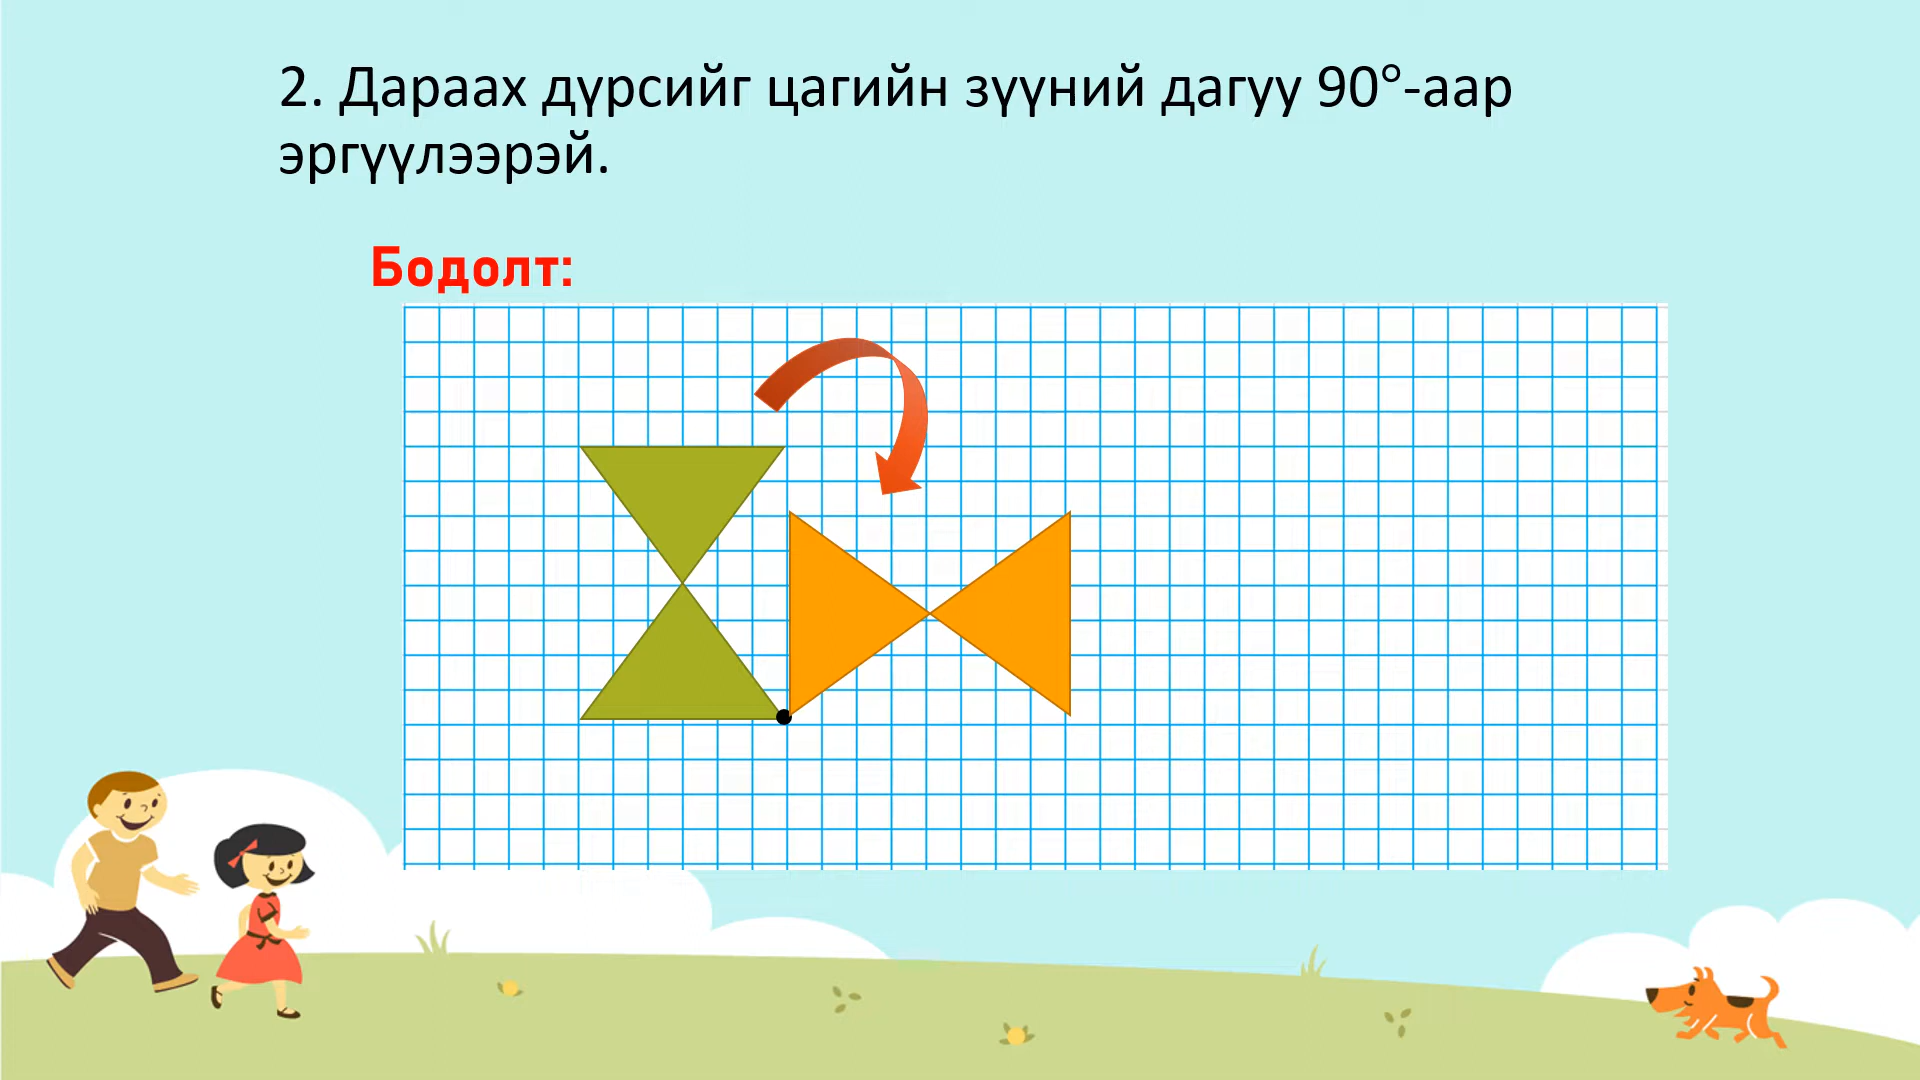 2. Дараах дүрсийг цагийн зүүний дагуу 90°-аар
эргүүлээрэй.
Бодолт: